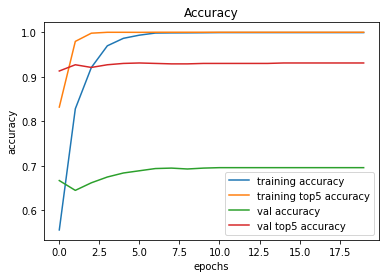 Accuracy
1.0
0.9
0.8
0.7
0.6
accuracy
training accuracy
training top5 accuracy
val accuracy
val top5 accuracy
0.0 2.5 5.0 7.5 10.0 12.5 15.0 17.5
epochs